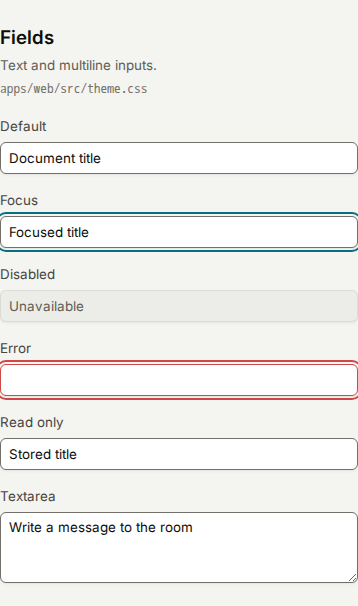 Fields
Text and multiline inputs.
apps/web/src/theme.css
Default
Document title
Focus
Focused title
Disabled
Unavailable
Error
Read only
Stored title
Textarea
Write a message to the room